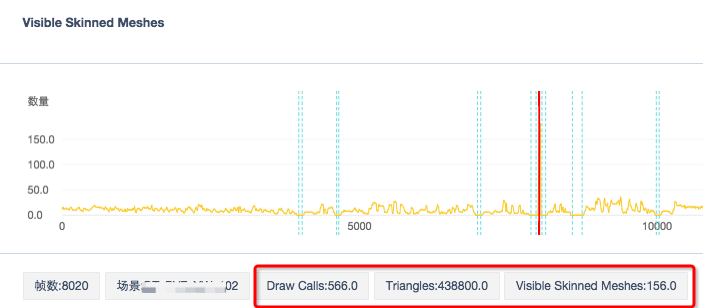 Visible Skinned Meshes
数量
150.0
100.0
50.0
0.0
0 5000 10000
帧数:8020 场景 02 Draw Calls:566.0 Triangles:438800.0 Visible Skinned Meshes:156.0